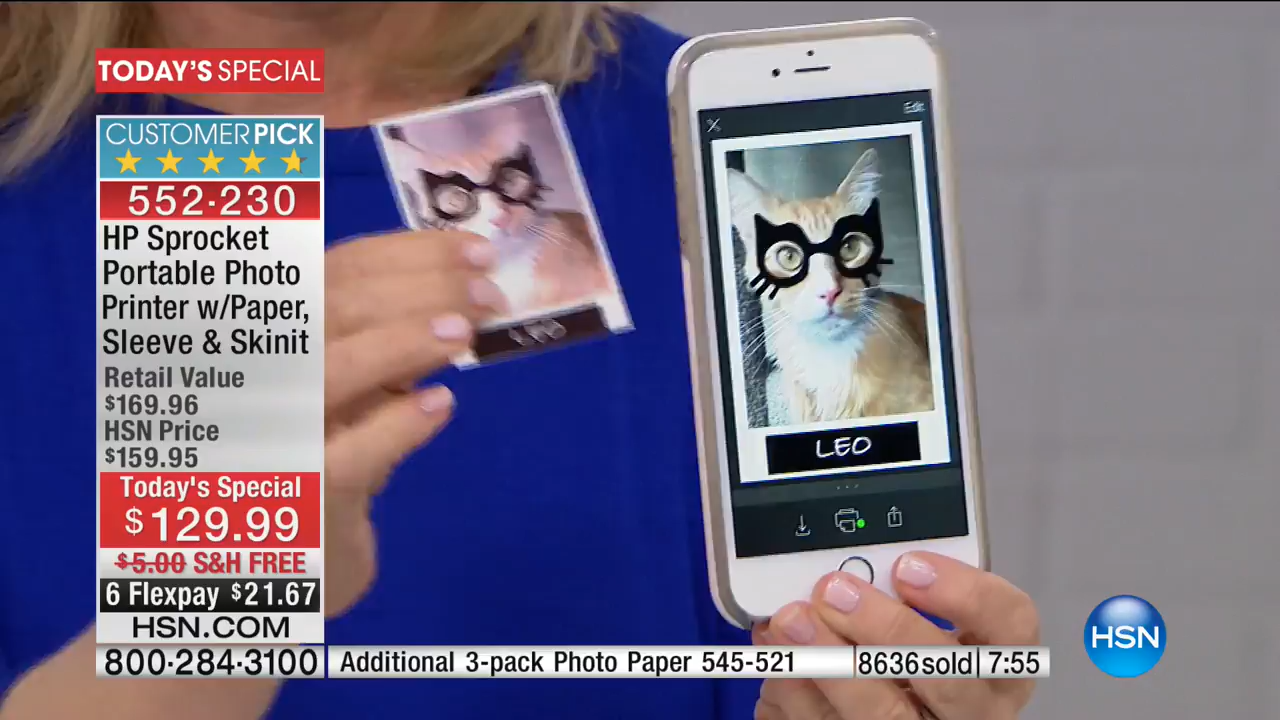 TODAY'S SPECIAL
CUSTOMER PICK
552-230
HP Sprocket
Portable Photo
Printer w/Paper,
Sleeve & Skinit
Retail Value
$169.96
HSN Price
$159.95
Today's Special
$129.99
$5.00 S&H FREE
6 Flexpay $21.67
HSN.COM
800·284·3100
Additional 3-pack Photo Paper 545-521
8636sold
7:55
LEO
Edit
LEO
HSN